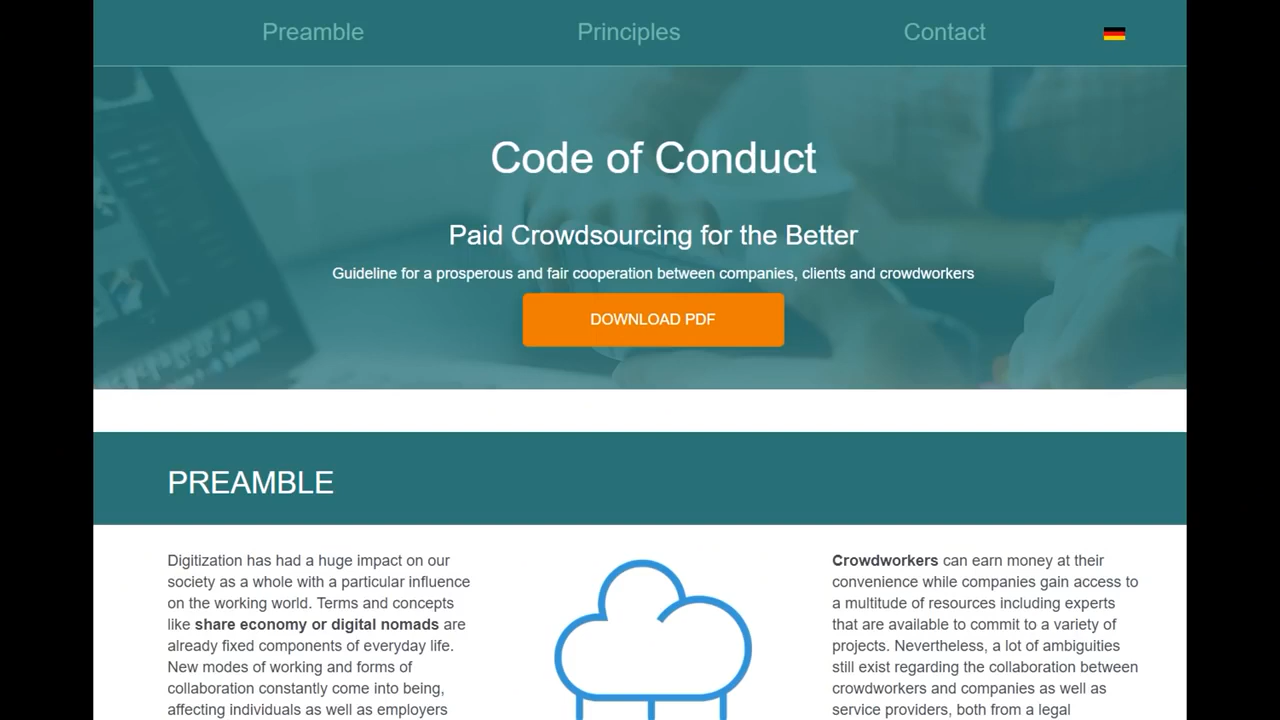 Preamble
Principles
Contact
Code of Conduct
Paid Crowdsourcing for the Better
Guideline for a prosperous and fair cooperation between companies, clients and crowdworkers
DOWNLOAD PDF
PREAMBLE
Digitization has had a huge impact on our
society as a whole with a particular influence
on the working world. Terms and concepts
like share economy or digital nomads are
already fixed components of everyday life.
New modes of working and forms of
collaboration constantly come into being,
affecting individuals as well as employers
Crowdworkers can earn money at their
convenience while companies gain access to
a multitude of resources including experts
that are available to commit to a variety of
projects. Nevertheless, a lot of ambiguities
still exist regarding the collaboration between
crowdworkers and companies as well as
service providers, both from a legal